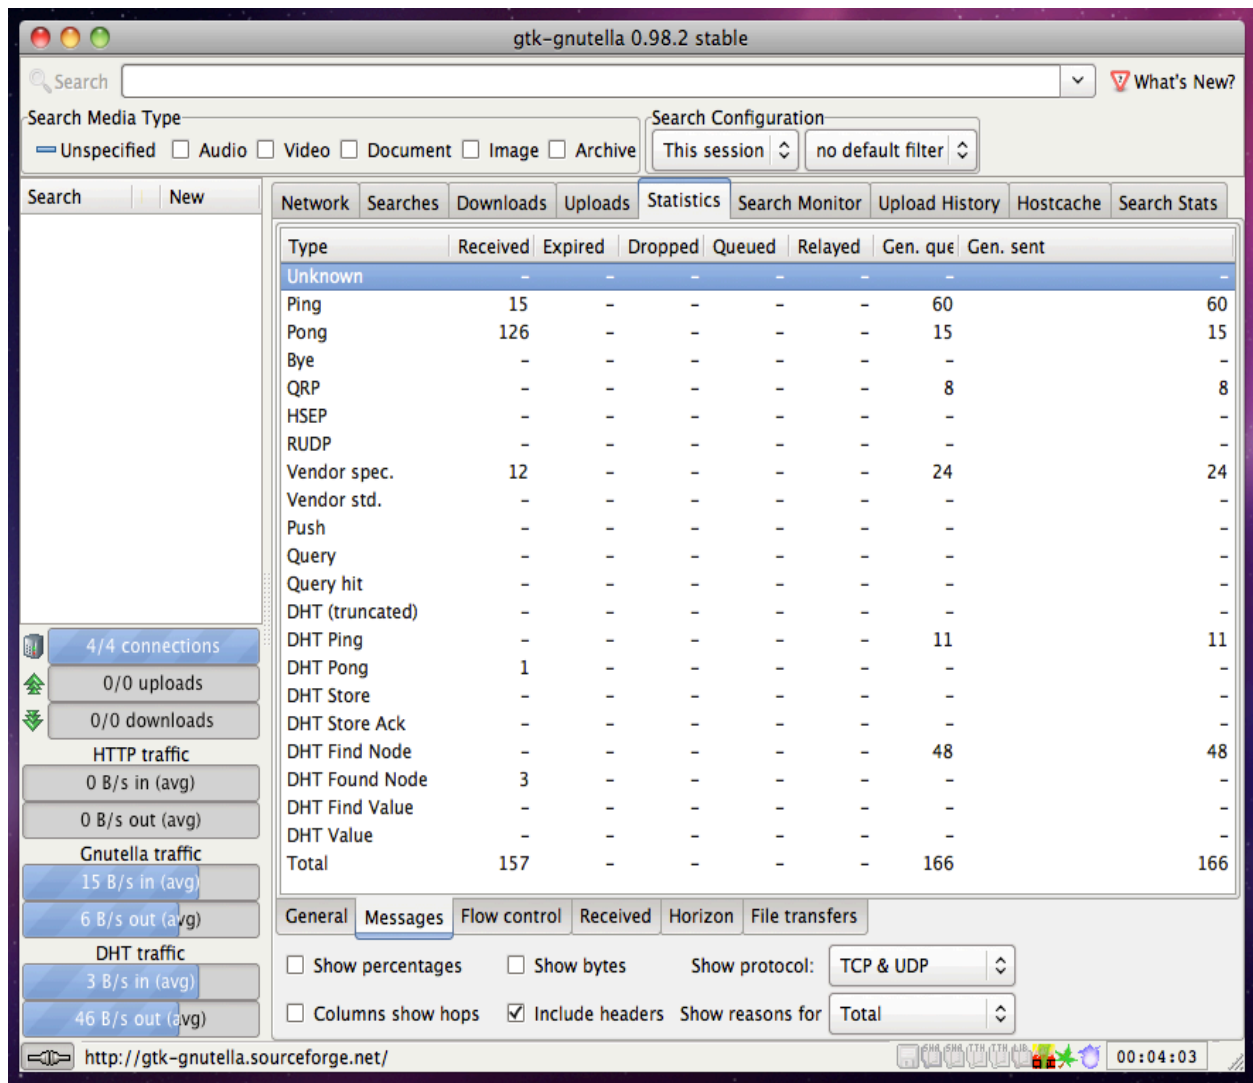 gtk-gnutella 0.98.2 stable
Search What's New?
Search Media Type Search Configuration
Unspecified Audio Video Document Image Archive This session no default filter
Search New
Network Searches Downloads Uploads Statistics Search Monitor Upload History Hostcache Search Stats
Type Received Expired Dropped Queued Relayed Gen. que Gen. sent
Unknown – – – – – – –
Ping 15 – – – – 60 60
Pong 126 – – – – 15 15
Bye – – – – – – –
QRP – – – – – 8 8
HSEP – – – – – – –
RUDP – – – – – – –
Vendor spec. 12 – – – – 24 24
Vendor std. – – – – – – –
Push – – – – – – –
Query – – – – – – –
Query hit – – – – – – –
DHT (truncated) – – – – – – –
DHT Ping – – – – – 11 11
DHT Pong 1 – – – – – –
DHT Store – – – – – – –
DHT Store Ack – – – – – – –
DHT Find Node – – – – – 48 48
DHT Found Node 3 – – – – – –
DHT Find Value – – – – – – –
DHT Value – – – – – – –
Total 157 – – – – 166 166
4/4 connections
0/0 uploads
0/0 downloads
HTTP traffic
0 B/s in (avg)
0 B/s out (avg)
Gnutella traffic
15 B/s in (avg)
6 B/s out (avg)
DHT traffic
3 B/s in (avg)
46 B/s out (avg)
General Messages Flow control Received Horizon File transfers
Show percentages Show bytes Show protocol: TCP & UDP
Columns show hops Include headers Show reasons for Total
http://gtk-gnutella.sourceforge.net/ SHA SHA TTH TTH LIB 00:04:03